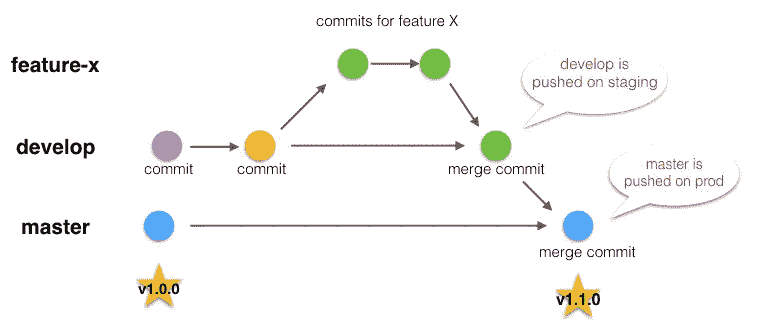 commits for feature X
feature-x
develop is
pushed on staging
develop
commit
commit
merge commit
master is
pushed on prod
master
merge commit
v1.0.0
v1.1.0